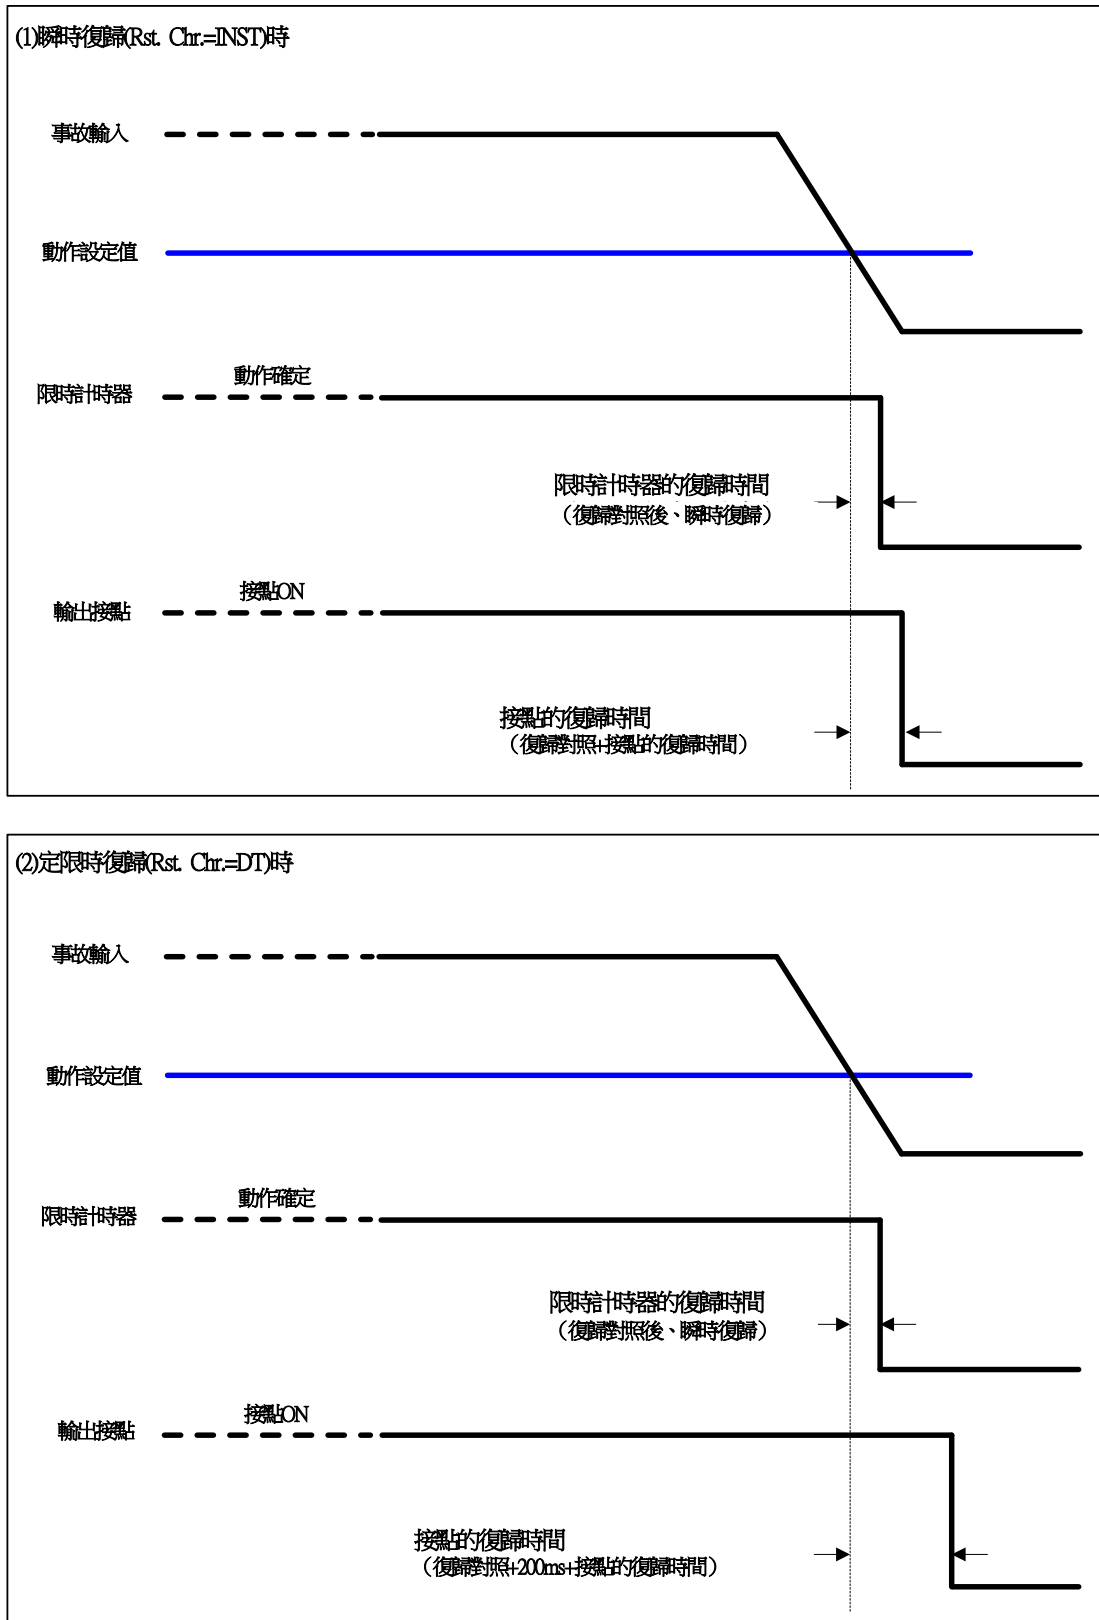 (1)瞬時復歸(Rst. Chr.=INST)時
事故輸入
動作設定值
動作確定
限時計時器
限時計時器的復歸時間
（復歸對照後、瞬時復歸）
接點ON
輸出接點
接點的復歸時間
（復歸對照+接點的復歸時間）
(2)定限時復歸(Rst. Chr.=DT)時
事故輸入
動作設定值
動作確定
限時計時器
限時計時器的復歸時間
（復歸對照後、瞬時復歸）
接點ON
輸出接點
接點的復歸時間
（復歸對照+200ms+接點的復歸時間）